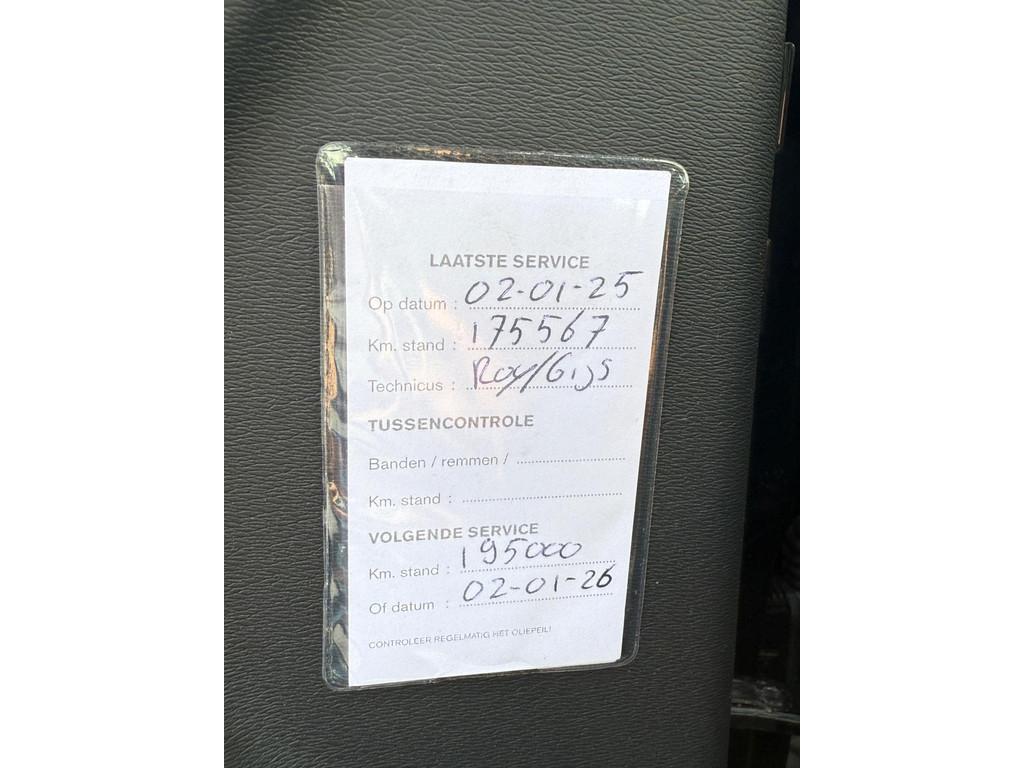 LAATSTE SERVICE
Op datum : 02-01-25
Km. stand : 175567
Technicus : Roy/Gijs
TUSSENCONTROLE
Banden / remmen /
Km. stand :
VOLGENDE SERVICE
Km. stand : 195000
Of datum : 02-01-26
CONTROLEER REGELMATIG HET OLIEPEIL!